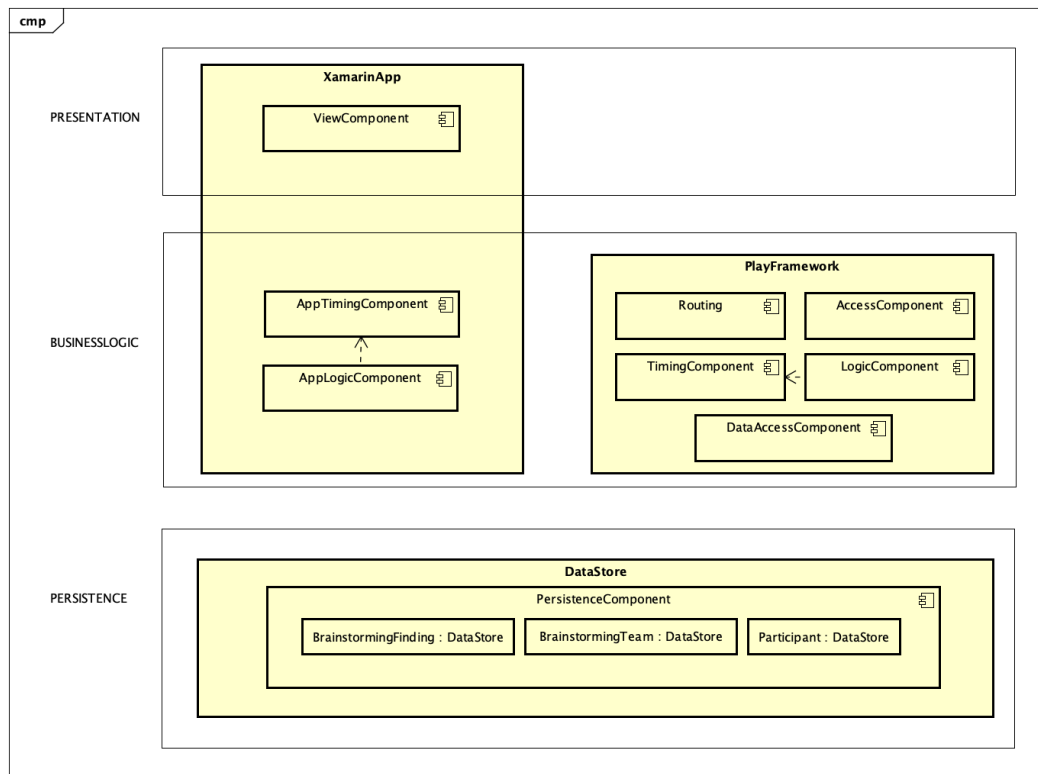 cmp
PRESENTATION
XamarinApp
ViewComponent
BUSINESSLOGIC
AppTimingComponent
AppLogicComponent
PlayFramework
Routing
AccessComponent
TimingComponent
LogicComponent
DataAccessComponent
PERSISTENCE
DataStore
PersistenceComponent
BrainstormingFinding : DataStore
BrainstormingTeam : DataStore
Participant : DataStore